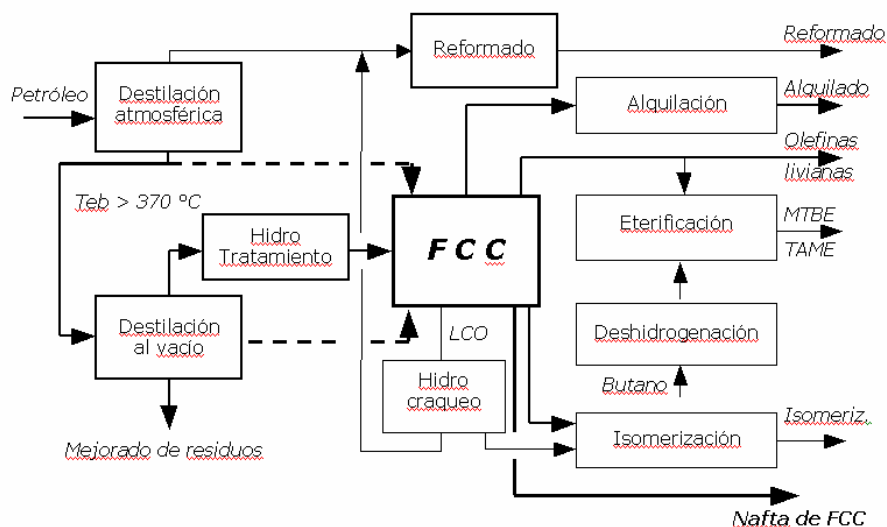 Reformado
Reformado
Petróleo
Destilación
atmosférica
Alquilación
Alquilado
Olefinas
livianas
Teb > 370 °C
Hidro
Tratamiento
F C C
Eterificación
MTBE
TAME
Destilación
al vacío
LCO
Deshidrogenación
Hidro
craqueo
Butano
Isomerización
Isomeriz.
Mejorado de residuos
Nafta de FCC